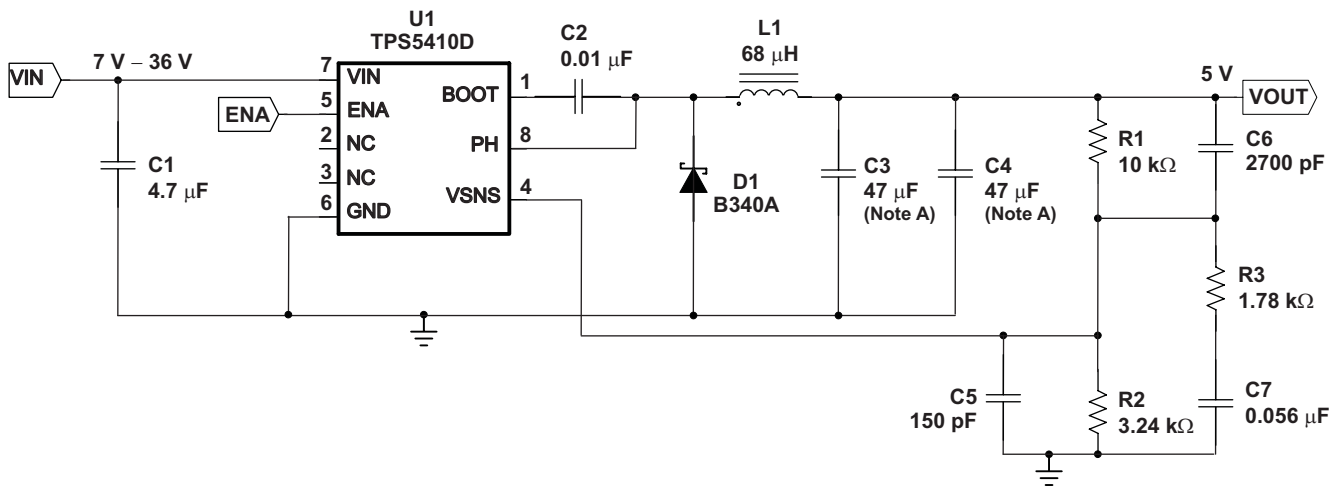 U1
TPS5410D
C2
0.01 μF
L1
68 μH
VIN
7 V – 36 V
7
VIN
5
ENA
ENA
2
NC
3
NC
6
GND
BOOT
1
PH
8
VSNS
4
C1
4.7 μF
D1
B340A
C3
47 μF
(Note A)
C4
47 μF
(Note A)
5 V
VOUT
R1
10 kΩ
C6
2700 pF
R3
1.78 kΩ
C5
150 pF
R2
3.24 kΩ
C7
0.056 μF